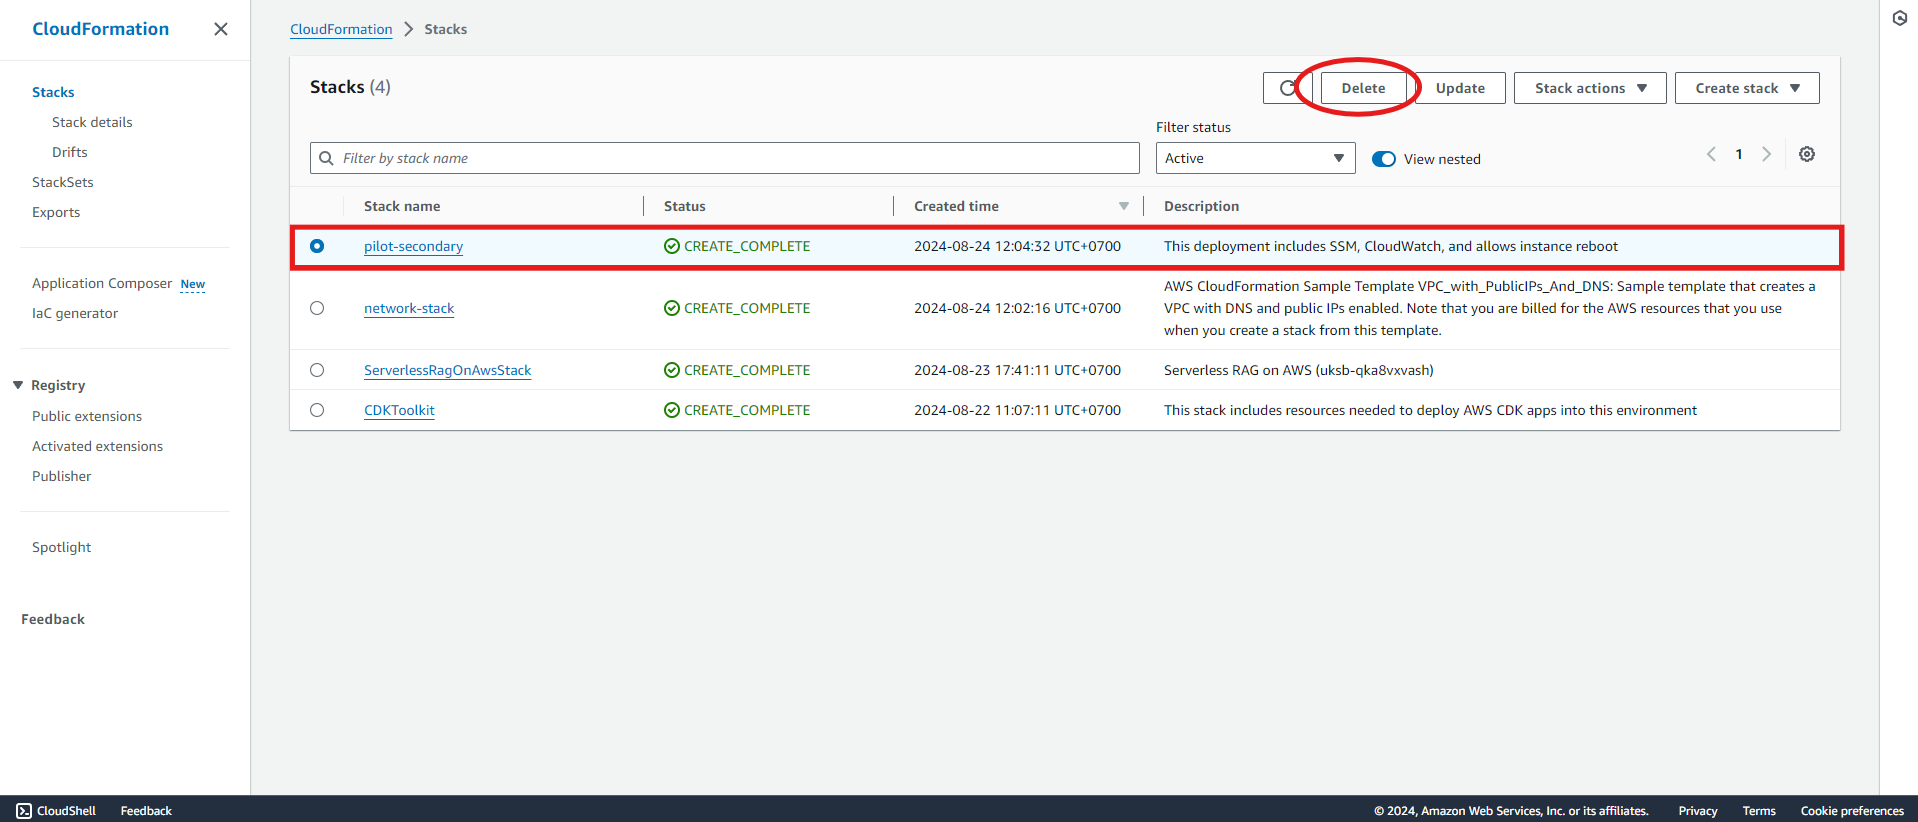 CloudFormation
CloudFormation > Stacks
Stacks
Stack details
Drifts
StackSets
Exports
Application Composer New
IaC generator
Registry
Public extensions
Activated extensions
Publisher
Spotlight
Feedback
Stacks (4)
Delete
Update
Stack actions
Create stack
Filter status
Filter by stack name
Active
View nested
1
Stack name Status Created time Description
pilot-secondary CREATE_COMPLETE 2024-08-24 12:04:32 UTC+0700 This deployment includes SSM, CloudWatch, and allows instance reboot
network-stack CREATE_COMPLETE 2024-08-24 12:02:16 UTC+0700 AWS CloudFormation Sample Template VPC_with_PublicIPs_And_DNS: Sample template that creates a
VPC with DNS and public IPs enabled. Note that you are billed for the AWS resources that you use
when you create a stack from this template.
ServerlessRagOnAwsStack CREATE_COMPLETE 2024-08-23 17:41:11 UTC+0700 Serverless RAG on AWS (uksb-qka8vxvash)
CDKToolkit CREATE_COMPLETE 2024-08-22 11:07:11 UTC+0700 This stack includes resources needed to deploy AWS CDK apps into this environment
CloudShell Feedback © 2024, Amazon Web Services, Inc. or its affiliates. Privacy Terms Cookie preferences